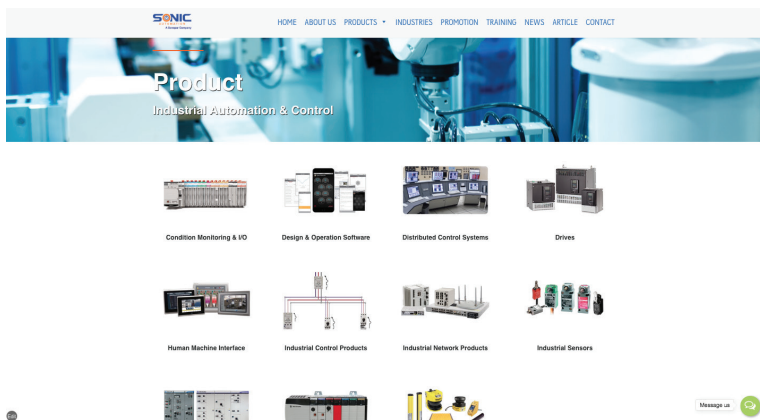 SONIC
AUTOMATION
HOME ABOUT US PRODUCTS INDUSTRIES PROMOTION TRAINING NEWS ARTICLE CONTACT
Product
Industrial Automation & Control
Condition Monitoring & I/O
Design & Operation Software
Distributed Control Systems
Drives
Human Machine Interface
Industrial Control Products
Industrial Network Products
Industrial Sensors
Message us